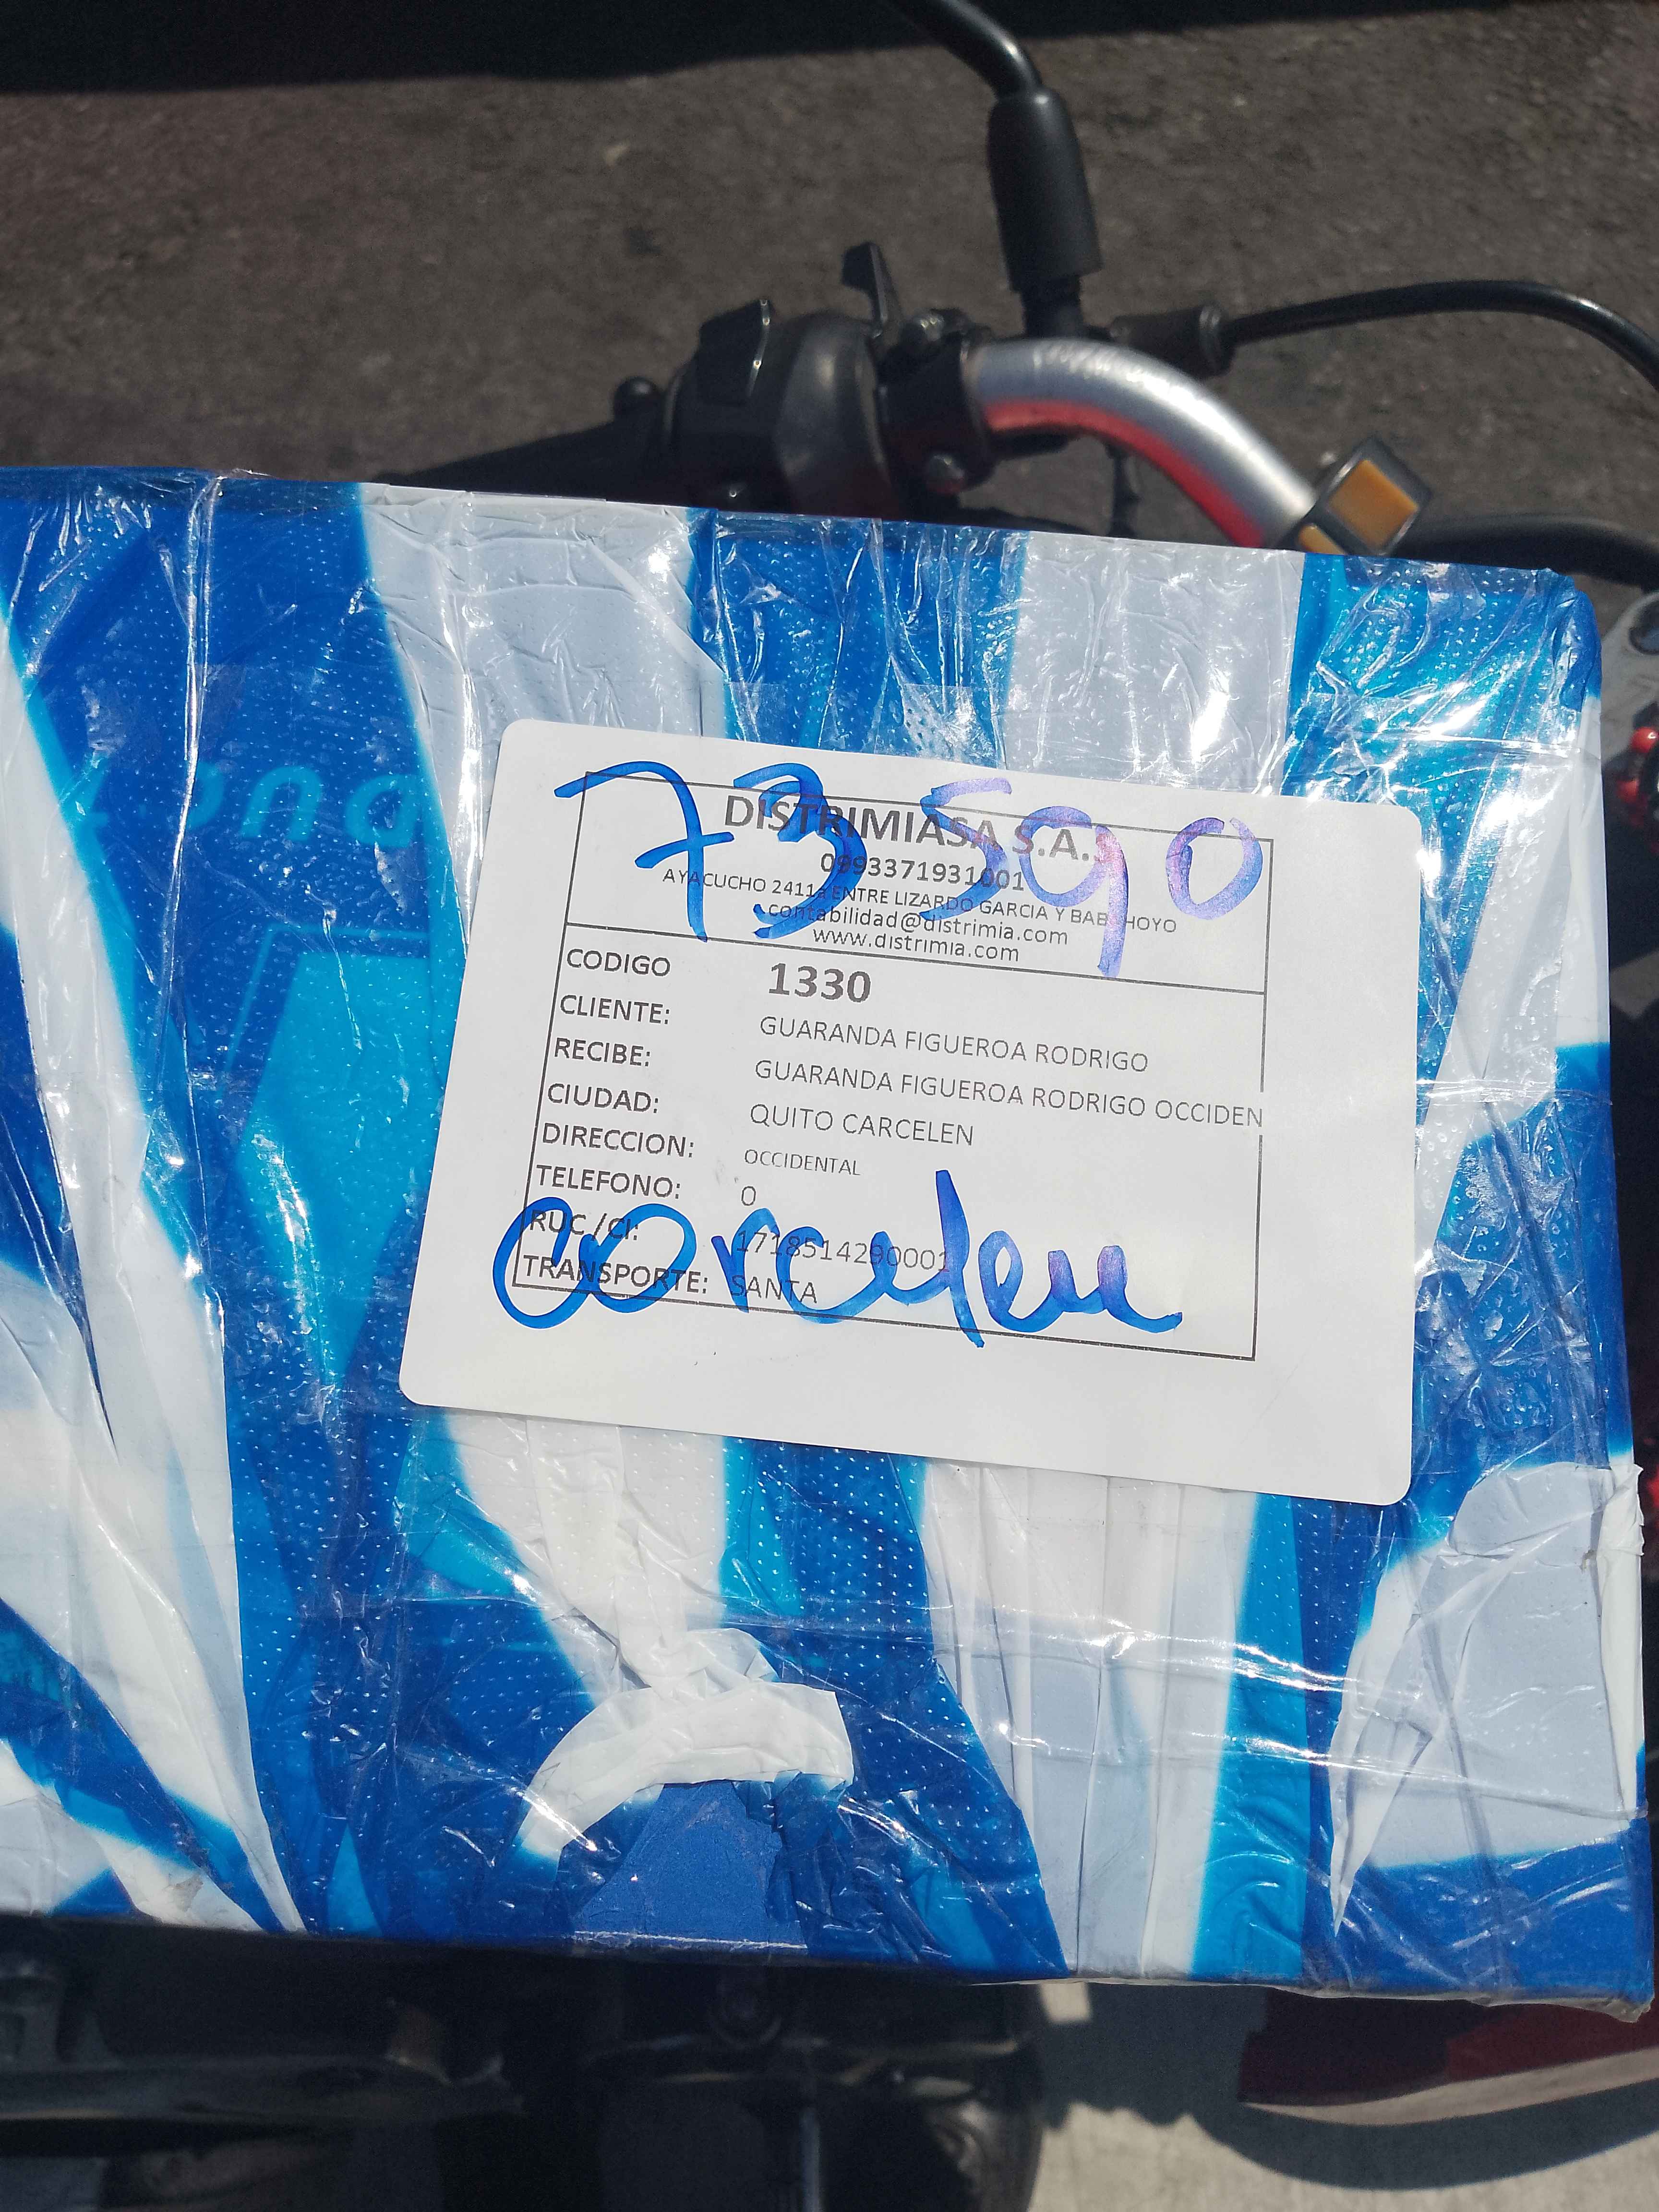 73590
DISTRIMIASA S.A.S
0993371931001
AYACUCHO 2411a ENTRE LIZARDO GARCIA Y BABAHOYO
contabilidad@distrimia.com
www.distrimia.com
CODIGO 1330
CLIENTE: GUARANDA FIGUEROA RODRIGO
RECIBE: GUARANDA FIGUEROA RODRIGO OCCIDEN
CIUDAD: QUITO CARCELEN
DIRECCION: OCCIDENTAL
TELEFONO: 0
RUC./CI: 1718514290001
TRANSPORTE: SANTA
carcelen